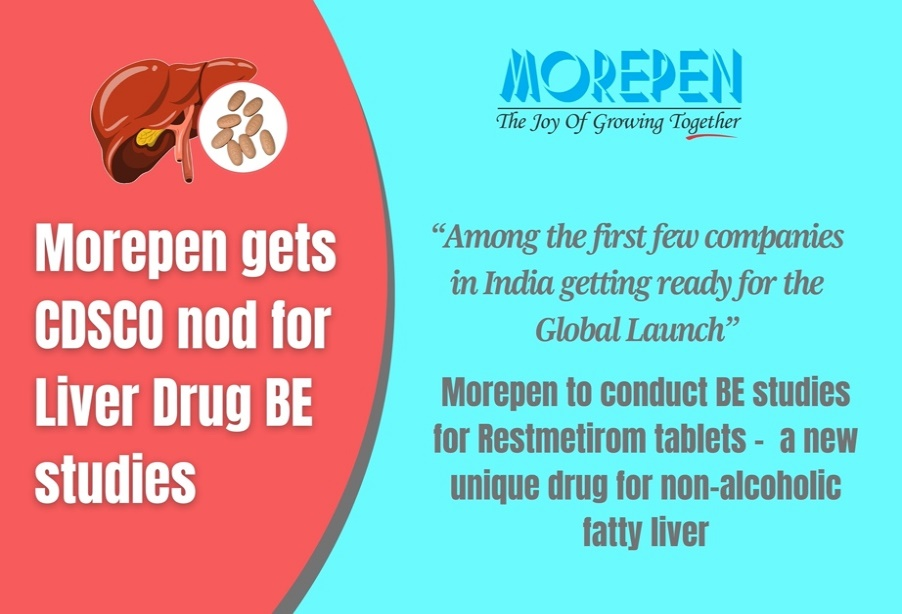 Morepen gets
CDSCO nod for
Liver Drug BE
studies
MOREPEN
The Joy Of Growing Together
“Among the first few companies
in India getting ready for the
Global Launch”
Morepen to conduct BE studies
for Restmetirom tablets - a new
unique drug for non-alcoholic
fatty liver